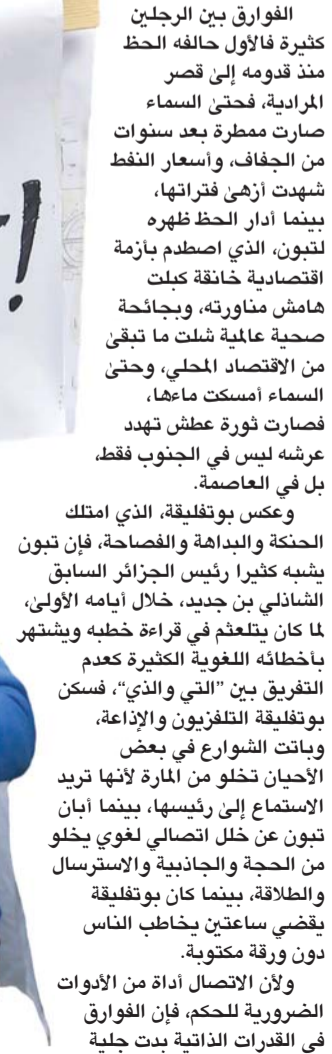 الفوارق بين الرجلين
كثيرة فالأول حالفه الحظ
منذ قدومه إلىٰ قصر
المرادية، فحتىٰ السماء
صارت ممطرة بعد سنوات
من الجفاف، وأسعار النفط
شهدت أزهىٰ فتراتها،
بينما أدار الحظ ظهره
لتبون، الذي اصطدم بأزمة
اقتصادية خانقة كبلت
هامش مناورته، وبجائحة
صحية عالمية شلت ما تبقىٰ
من الاقتصاد المحلي، وحتىٰ
السماء أمسكت ماءها،
فصارت ثورة عطش تهدد
عرشه ليس في الجنوب فقط،
بل في العاصمة.
وعكس بوتفليقة، الذي امتلك
الحنكة والبداهة والفصاحة، فإن تبون
يشبه كثيرا رئيس الجزائر السابق
الشاذلي بن جديد، خلال أيامه الأولىٰ،
لما كان يتلعثم في قراءة خطبه ويشتهر
بأخطائه اللغوية الكثيرة كعدم
التفريق بين “التي والذي”، فسكن
بوتفليقة التلفزيون والإذاعة،
وباتت الشوارع في بعض
الأحيان تخلو من المارة لأنها تريد
الاستماع إلىٰ رئيسها، بينما أبان
تبون عن خلل اتصالي لغوي يخلو
من الحجة والجاذبية والاسترسال
والطلاقة، بينما كان بوتفليقة
يقضي ساعتين يخاطب الناس
دون ورقة مكتوبة.
ولأن الاتصال أداة من الأدوات
الضرورية للحكم، فإن الفوارق
في القدرات الذاتية بدت جلية